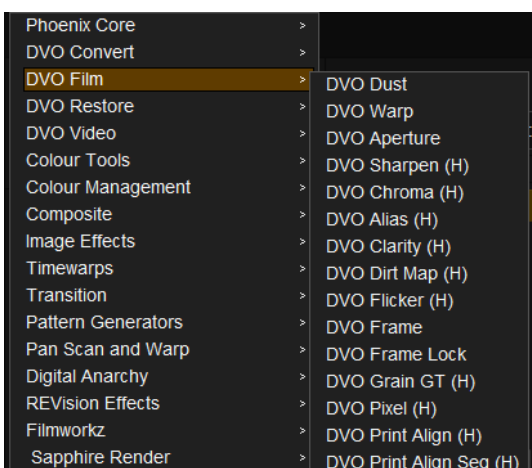 Phoenix Core >
DVO Convert >
DVO Film >
DVO Restore >
DVO Video >
Colour Tools >
Colour Management >
Composite >
Image Effects >
Timewarps >
Transition >
Pattern Generators >
Pan Scan and Warp >
Digital Anarchy >
REVision Effects >
Filmworkz >
Sapphire Render >
DVO Dust
DVO Warp
DVO Aperture
DVO Sharpen (H)
DVO Chroma (H)
DVO Alias (H)
DVO Clarity (H)
DVO Dirt Map (H)
DVO Flicker (H)
DVO Frame
DVO Frame Lock
DVO Grain GT (H)
DVO Pixel (H)
DVO Print Align (H)
DVO Print Align Seq (H)